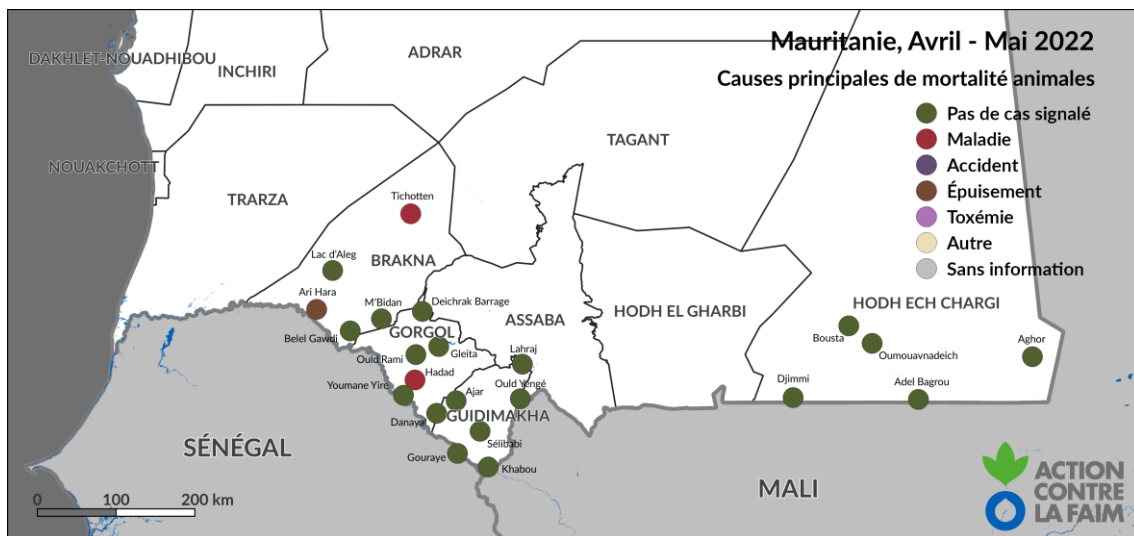 Mauritanie, Avril - Mai 2022
Causes principales de mortalité animales
Pas de cas signalé
Maladie
Accident
Épuisement
Toxémie
Autre
Sans information
DAKHLET-NOUADHIBOU
INCHIRI
ADRAR
TAGANT
NOUAKCHOTT
TRARZA
Tichotten
Lac d'Aleg
BRAKNA
Ari Hara
M'Bidan
Deichrak Barrage
ASSABA
HODH EL GHARBI
HODH ECH CHARGI
Belel Gawdi
GORGOL
Gleita
Ould Rami
Lahraj
Bousta
Oumouavnadeich
Aghor
Hadad
Youmane Yire
Ajar
Ould Yengé
Djimmi
Adel Bagrou
Danaya
GUIDIMAKHA
Sélibabi
Gouraye
Khabou
SÉNÉGAL
MALI
0 100 200 km
ACTION
CONTRE
LA FAIM